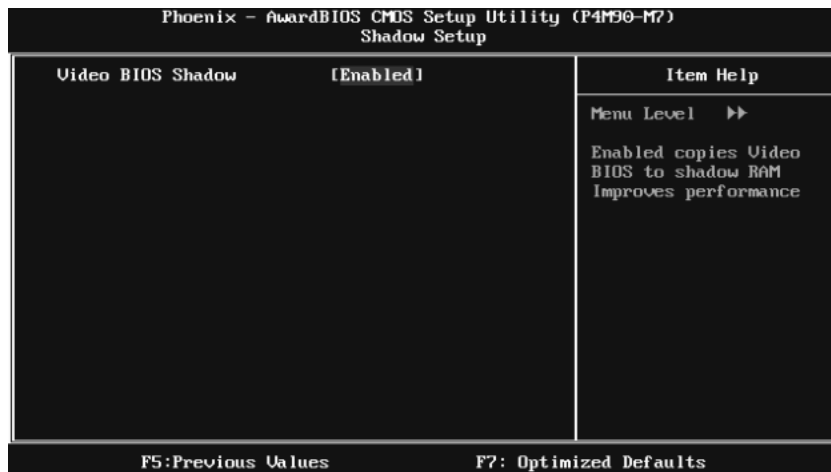 Phoenix - AwardBIOS CMOS Setup Utility (P4M90-M7)
Shadow Setup
Video BIOS Shadow [Enabled]
Item Help
Menu Level ▶▶
Enabled copies Video
BIOS to shadow RAM
Improves performance
F5:Previous Values F7: Optimized Defaults